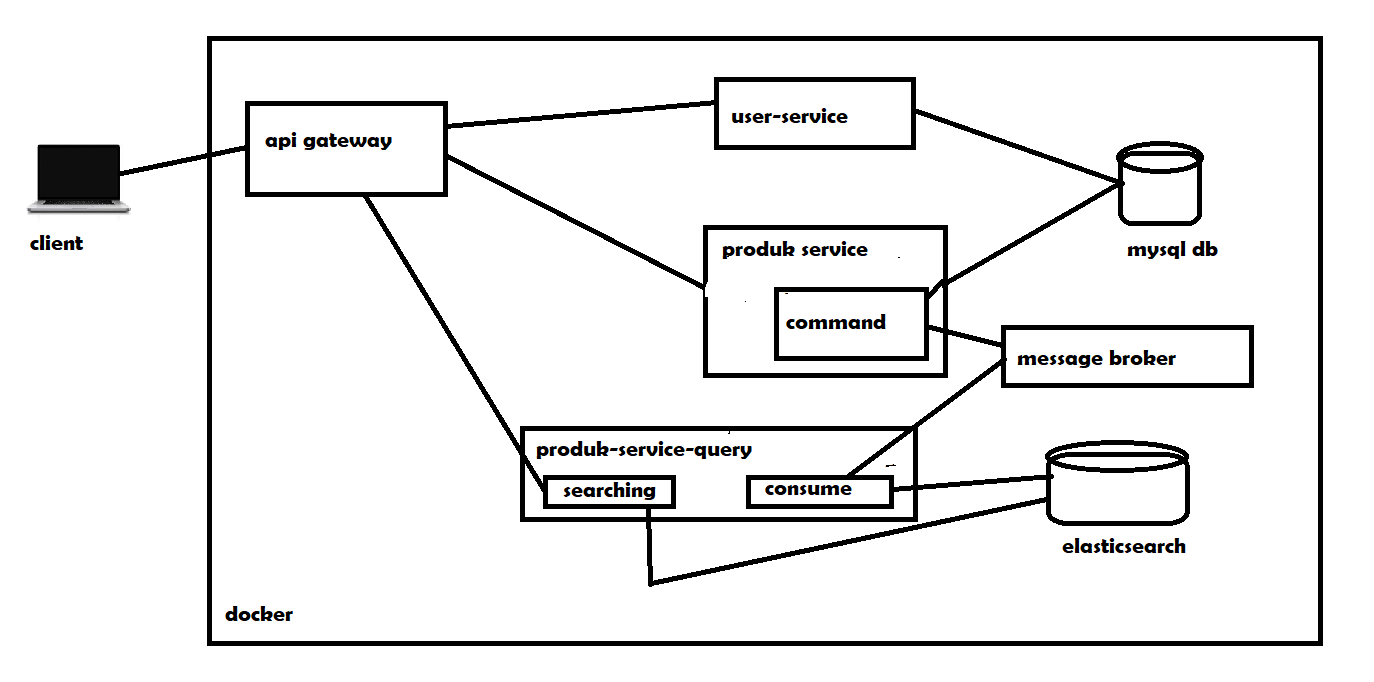 api gateway
user-service
client
produk service
mysql db
command
message broker
produk-service-query
searching
consume
elasticsearch
docker